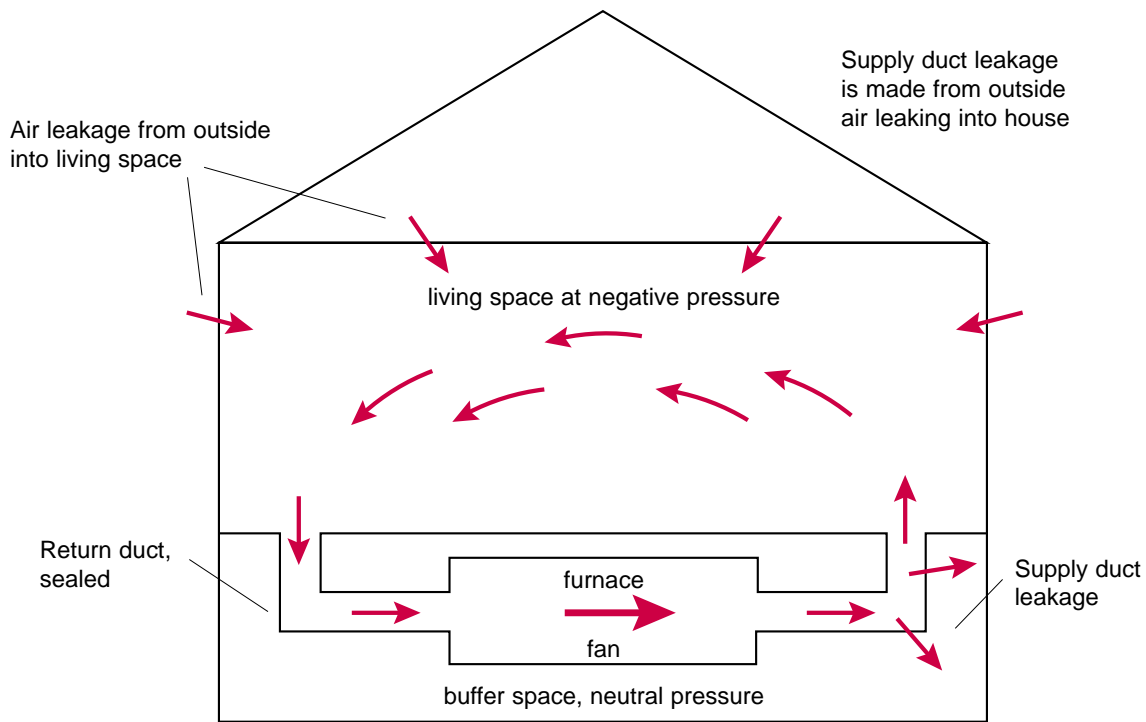 Supply duct leakage
is made from outside
air leaking into house
Air leakage from outside
into living space
living space at negative pressure
Return duct,
sealed
furnace
fan
Supply duct
leakage
buffer space, neutral pressure